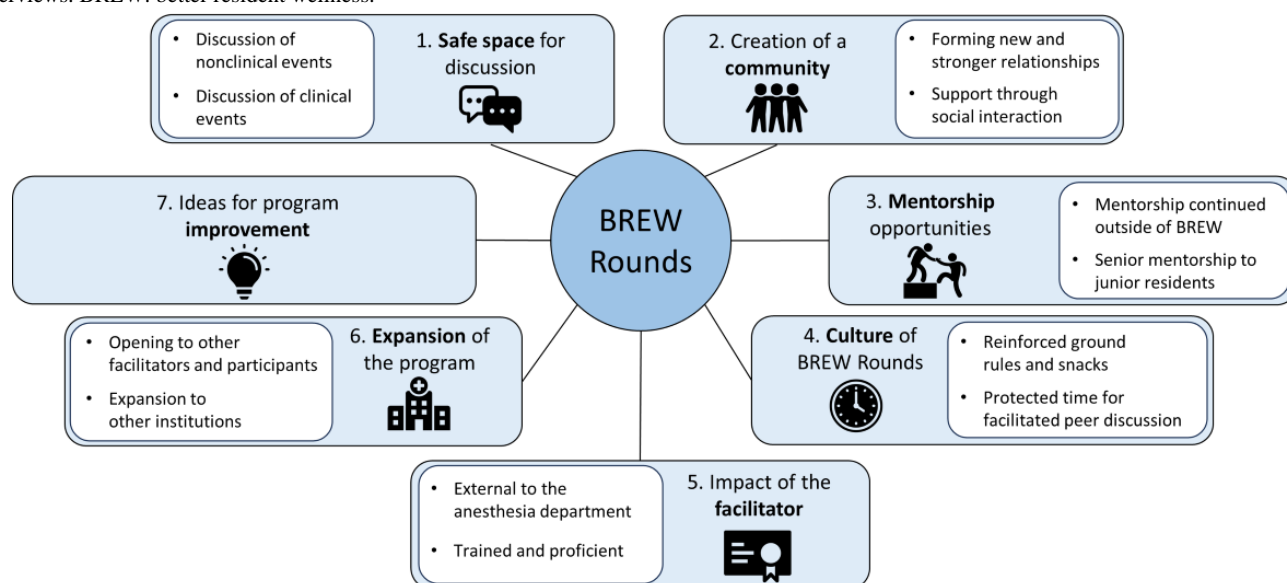 erviews. BREW: better resident wellness.
• Discussion of
nonclinical events
• Discussion of clinical
events
1. Safe space for
discussion
2. Creation of a
community
• Forming new and
stronger relationships
• Support through
social interaction
BREW
Rounds
7. Ideas for program
improvement
3. Mentorship
opportunities
• Mentorship continued
outside of BREW
• Senior mentorship to
junior residents
• Opening to other
facilitators and participants
• Expansion to
other institutions
6. Expansion of
the program
4. Culture of
BREW Rounds
• Reinforced ground
rules and snacks
• Protected time for
facilitated peer discussion
• External to the
anesthesia department
• Trained and proficient
5. Impact of the
facilitator